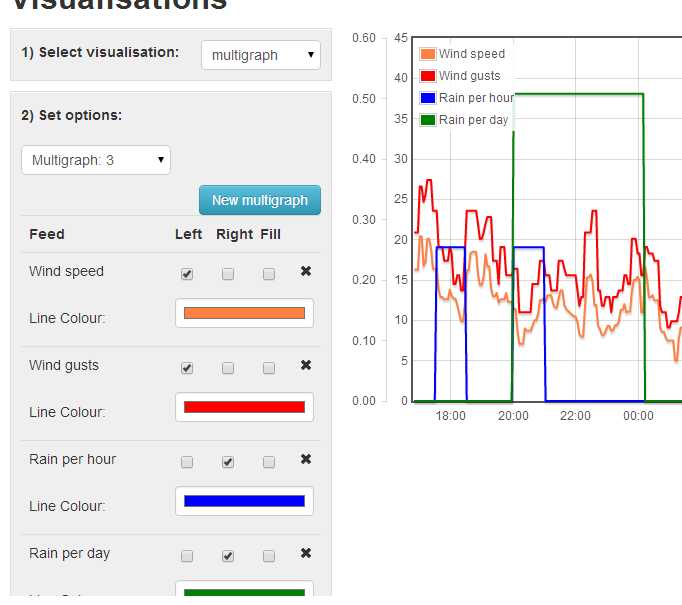 Visualisations
1) Select visualisation:
multigraph
2) Set options:
Multigraph: 3
New multigraph
Feed Left Right Fill
Wind speed
Line Colour:
Wind gusts
Line Colour:
Rain per hour
Line Colour:
Rain per day
0.60
0.50
0.40
0.30
0.20
0.10
0.00
45
40
35
30
25
20
15
10
5
0
Wind speed
Wind gusts
Rain per hour
Rain per day
18:00 20:00 22:00 00:00